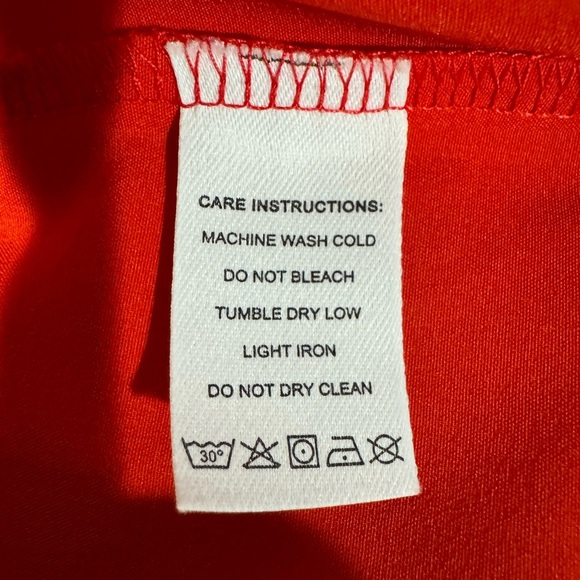 CARE INSTRUCTIONS:
MACHINE WASH COLD
DO NOT BLEACH
TUMBLE DRY LOW
LIGHT IRON
DO NOT DRY CLEAN
30°